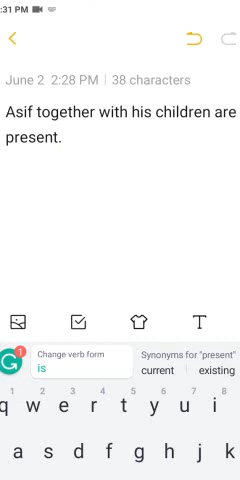 :31 PM
June 2 2:28 PM | 38 characters
Asif together with his children are
present.
T
1
Change verb form
Synonyms for "present"
is
current
existing
1 2 3 4 5 6 7 8
q w e r t y u i
a s d f g h j k